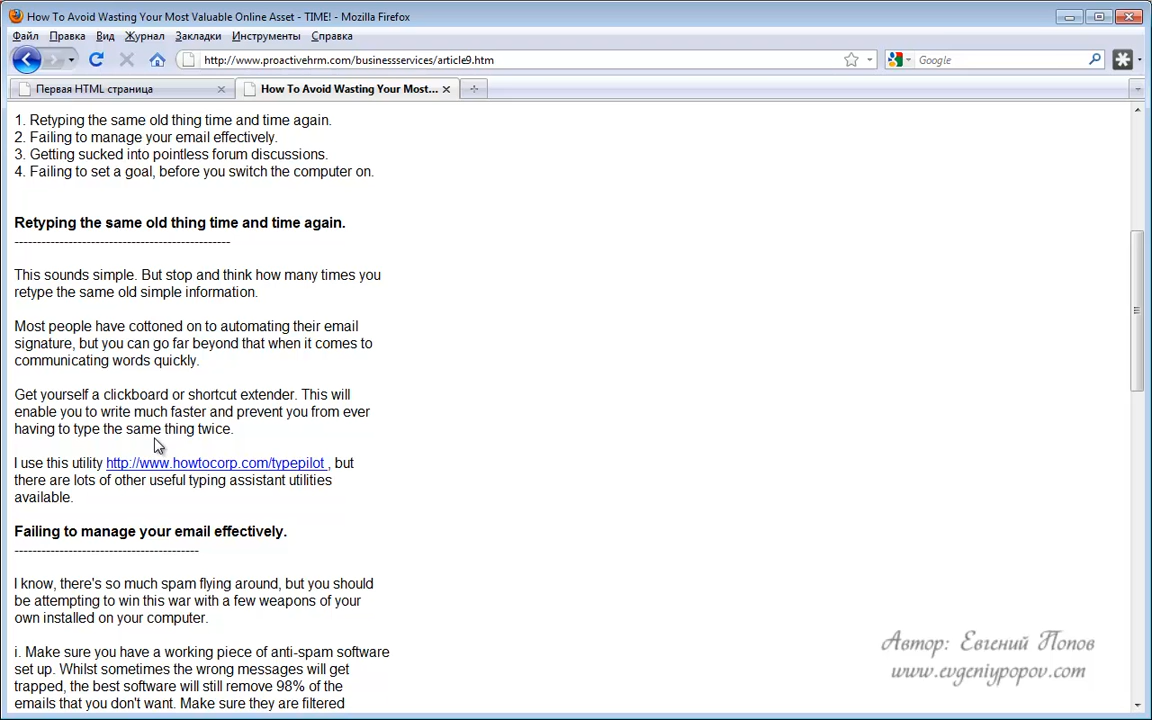 How To Avoid Wasting Your Most Valuable Online Asset - TIME! - Mozilla Firefox
Файл Правка Вид Журнал Закладки Инструменты Справка
http://www.proactivehrm.com/businessservices/article9.htm
Google
Первая HTML страница
How To Avoid Wasting Your Most...
1. Retyping the same old thing time and time again.
2. Failing to manage your email effectively.
3. Getting sucked into pointless forum discussions.
4. Failing to set a goal, before you switch the computer on.
Retyping the same old thing time and time again.
------------------------------------------------
This sounds simple. But stop and think how many times you
retype the same old simple information.
Most people have cottoned on to automating their email
signature, but you can go far beyond that when it comes to
communicating words quickly.
Get yourself a clickboard or shortcut extender. This will
enable you to write much faster and prevent you from ever
having to type the same thing twice.
I use this utility http://www.howtocorp.com/typepilot , but
there are lots of other useful typing assistant utilities
available.
Failing to manage your email effectively.
-----------------------------------------
I know, there's so much spam flying around, but you should
be attempting to win this war with a few weapons of your
own installed on your computer.
i. Make sure you have a working piece of anti-spam software
set up. Whilst sometimes the wrong messages will get
trapped, the best software will still remove 98% of the
emails that you don't want. Make sure they are filtered
Автор: Евгений Попов
www.evgeniypopov.com